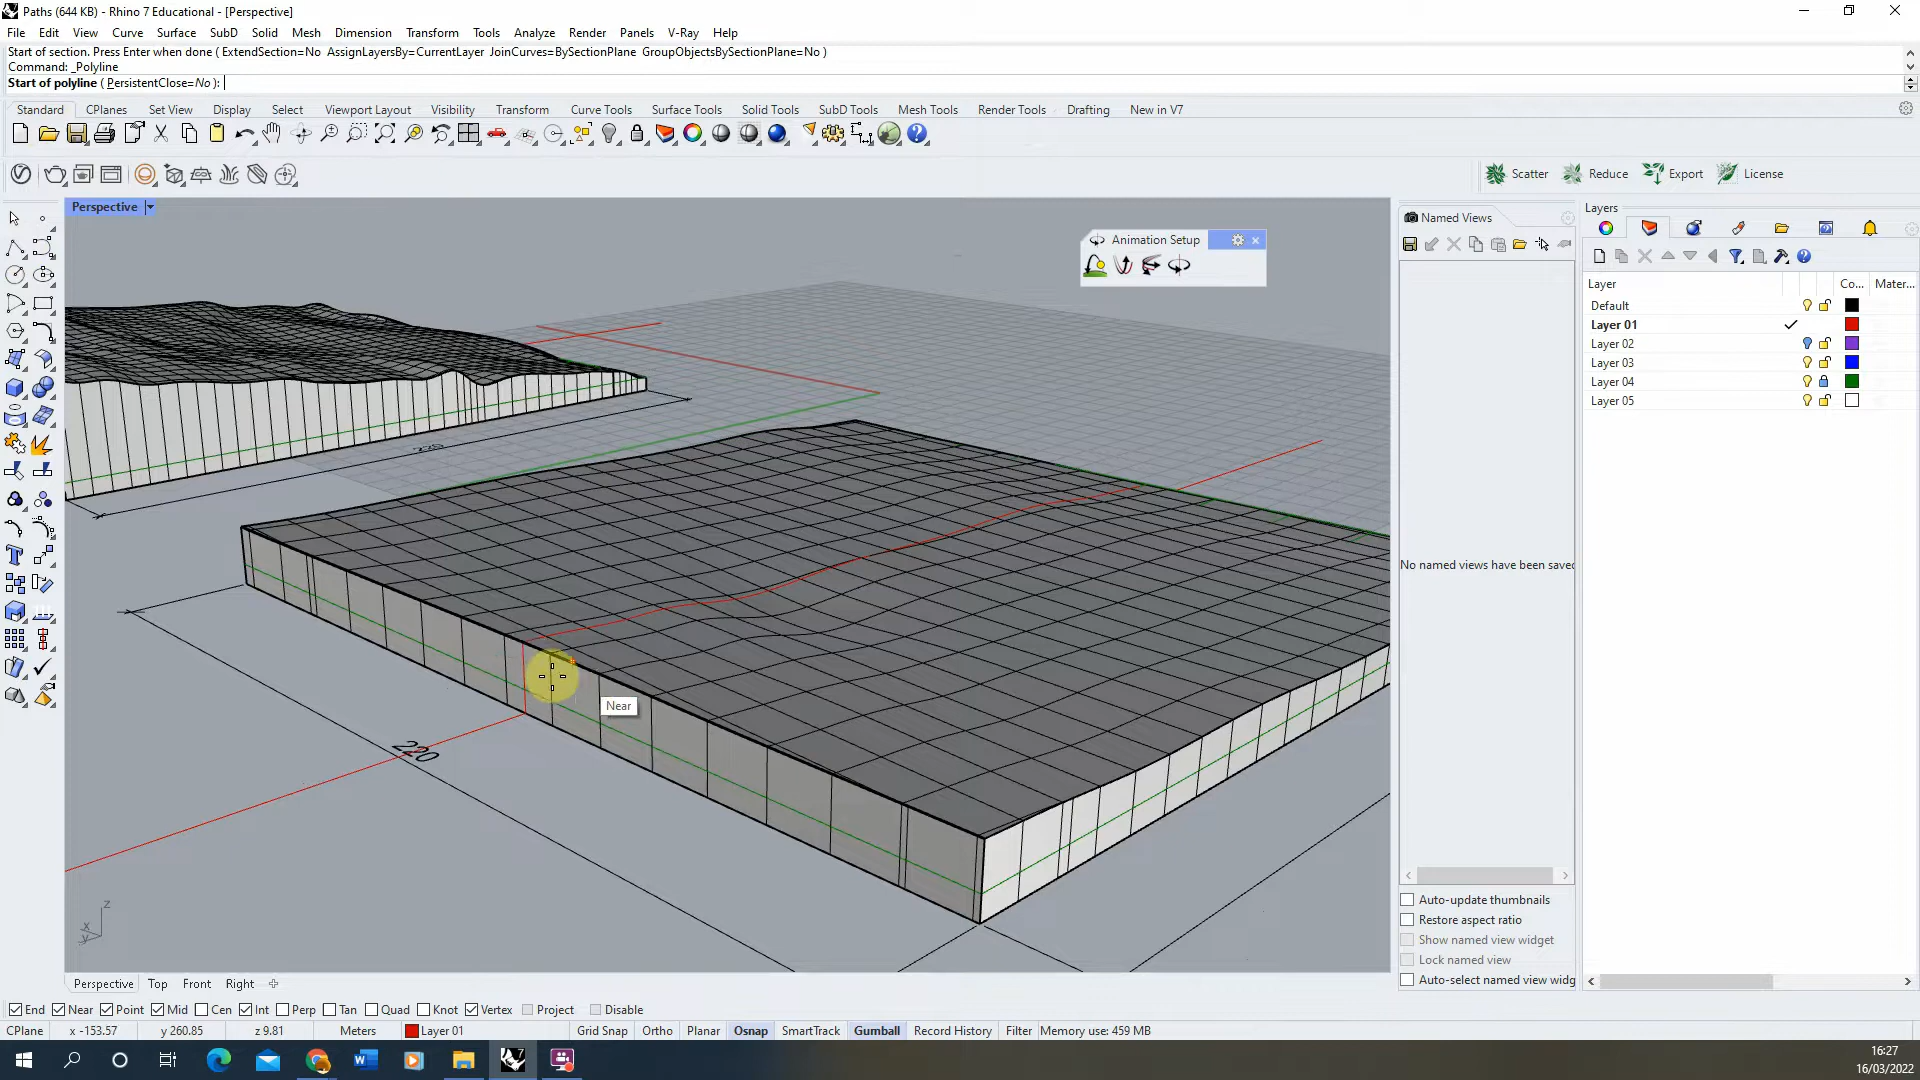 Paths (644 KB) - Rhino 7 Educational - [Perspective]
File Edit View Curve Surface SubD Solid Mesh Dimension Transform Tools Analyze Render Panels V-Ray Help
Start of section. Press Enter when done ( ExtendSection=No AssignLayersBy=CurrentLayer JoinCurves=BySectionPlane GroupObjectsBySectionPlane=No )
Command: _Polyline
Start of polyline ( PersistentClose=No ):
Standard CPlanes Set View Display Select Viewport Layout Visibility Transform Curve Tools Surface Tools Solid Tools SubD Tools Mesh Tools Render Tools Drafting New in V7
Scatter Reduce Export License
Perspective
Animation Setup
Named Views
No named views have been saved
Auto-update thumbnails
Restore aspect ratio
Show named view widget
Lock named view
Auto-select named view widg
Layers
Layer Co... Mater...
Default
Layer 01
Layer 02
Layer 03
Layer 04
Layer 05
220
Near
220
z
x
y
Perspective Top Front Right
End Near Point Mid Cen Int Perp Tan Quad Knot Vertex Project Disable
CPlane x -153.57 y 260.85 z 9.81 Meters Layer 01 Grid Snap Ortho Planar Osnap SmartTrack Gumball Record History Filter Memory use: 459 MB
16:27
16/03/2022